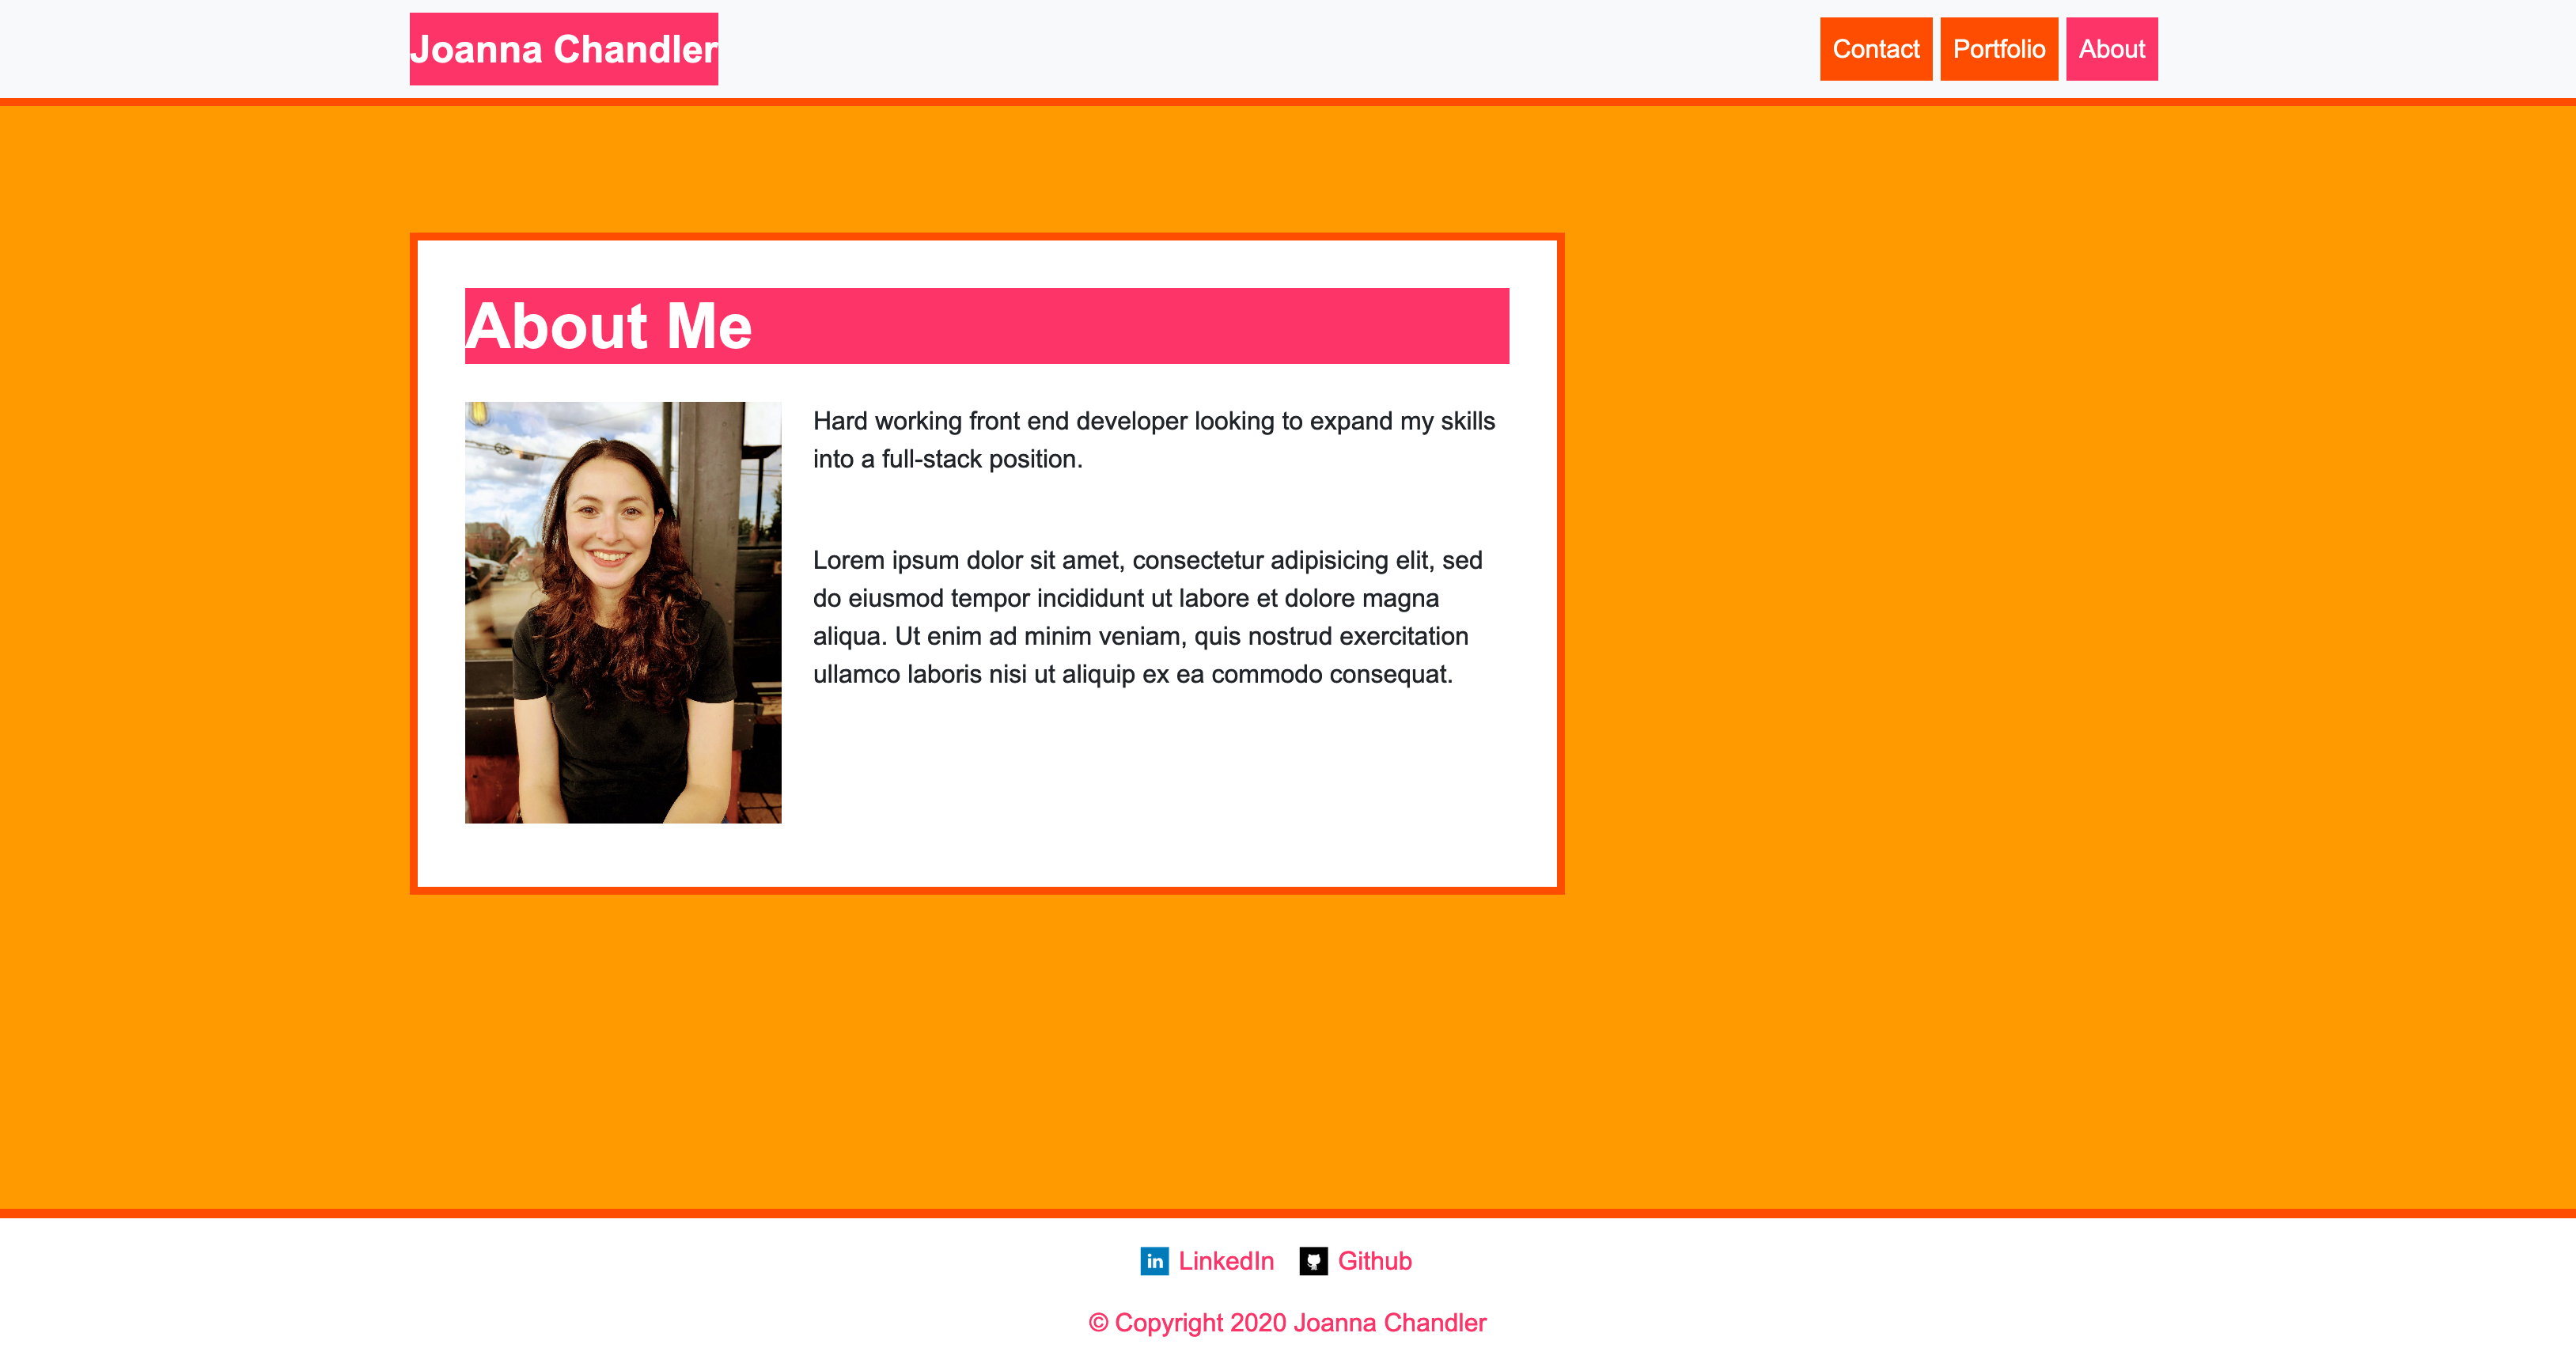 Joanna Chandler
Contact Portfolio About
About Me
Hard working front end developer looking to expand my skills
into a full-stack position.
Lorem ipsum dolor sit amet, consectetur adipisicing elit, sed
do eiusmod tempor incididunt ut labore et dolore magna
aliqua. Ut enim ad minim veniam, quis nostrud exercitation
ullamco laboris nisi ut aliquip ex ea commodo consequat.
in LinkedIn Github
© Copyright 2020 Joanna Chandler